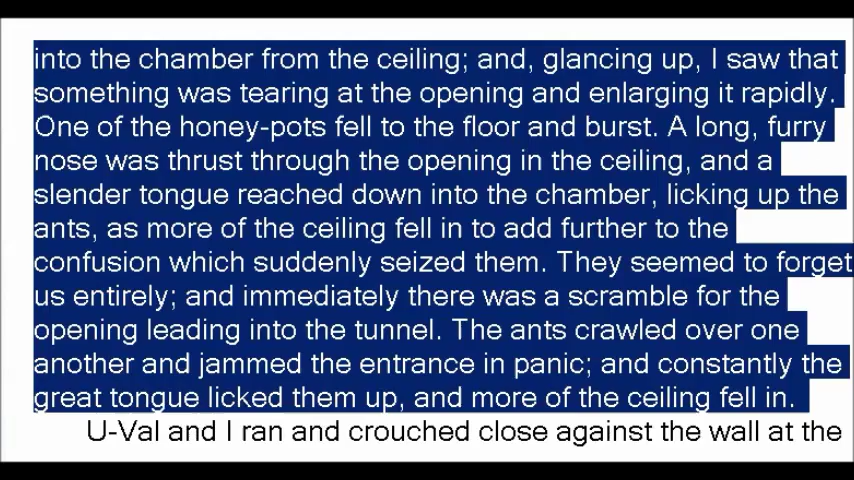 into the chamber from the ceiling; and, glancing up, I saw that
something was tearing at the opening and enlarging it rapidly.
One of the honey-pots fell to the floor and burst. A long, furry
nose was thrust through the opening in the ceiling, and a
slender tongue reached down into the chamber, licking up the
ants, as more of the ceiling fell in to add further to the
confusion which suddenly seized them. They seemed to forget
us entirely; and immediately there was a scramble for the
opening leading into the tunnel. The ants crawled over one
another and jammed the entrance in panic; and constantly the
great tongue licked them up, and more of the ceiling fell in.
U-Val and I ran and crouched close against the wall at the